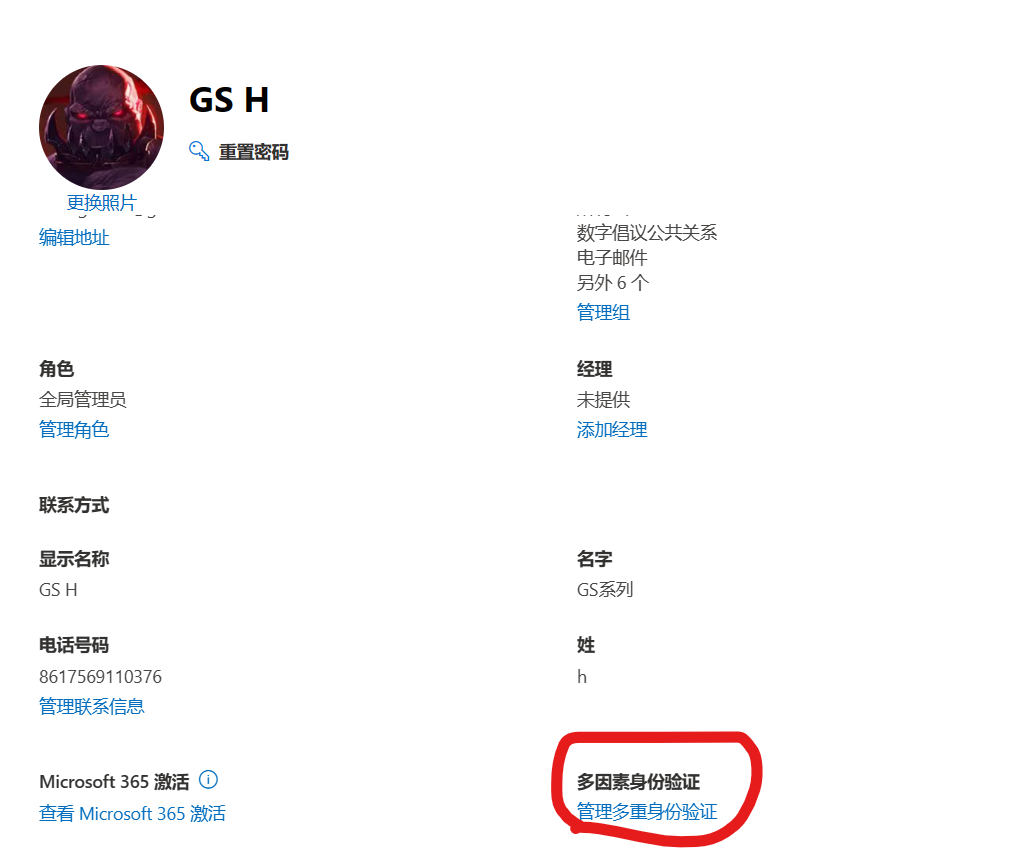 GS H
重置密码
更换照片
编辑地址
数字倡议公共关系
电子邮件
另外 6 个
管理组
角色
全局管理员
管理角色
经理
未提供
添加经理
联系方式
显示名称
GS H
名字
GS系列
电话号码
8617569110376
管理联系信息
姓
h
Microsoft 365 激活
查看 Microsoft 365 激活
多因素身份验证
管理多重身份验证